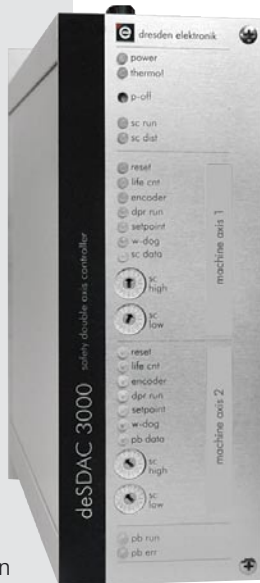 dresden elektronik
power
thermol
p-off
sc run
sc dist
reset
life cnt
encoder
dpr run
setpoint
w-dog
sc data
sc
high
sc
low
machine axis 1
reset
life cnt
encoder
dpr run
setpoint
w-dog
pb data
sc
high
sc
low
machine axis 2
pb run
pb err
deSDAC 3000 safety double axis controller
n